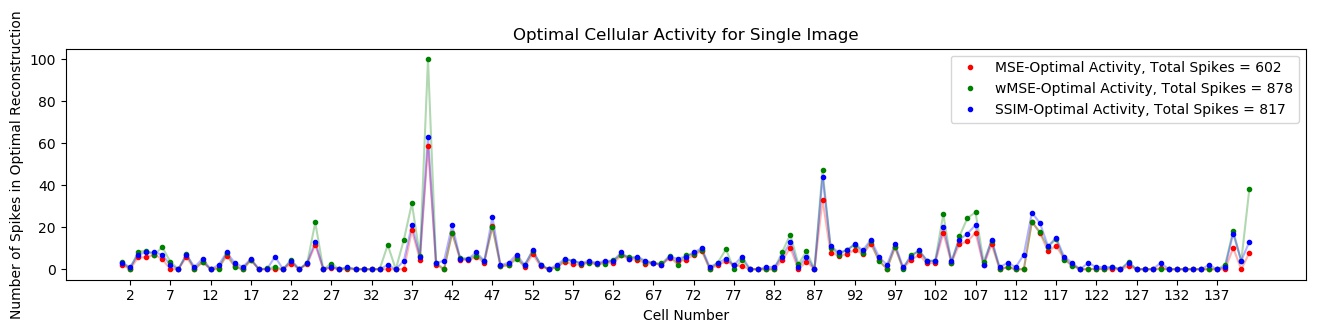 Optimal Cellular Activity for Single Image
Number of Spikes in Optimal Reconstruction
100
80
60
40
20
0
MSE-Optimal Activity, Total Spikes = 602
wMSE-Optimal Activity, Total Spikes = 878
SSIM-Optimal Activity, Total Spikes = 817
2 7 12 17 22 27 32 37 42 47 52 57 62 67 72 77 82 87 92 97 102 107 112 117 122 127 132 137
Cell Number